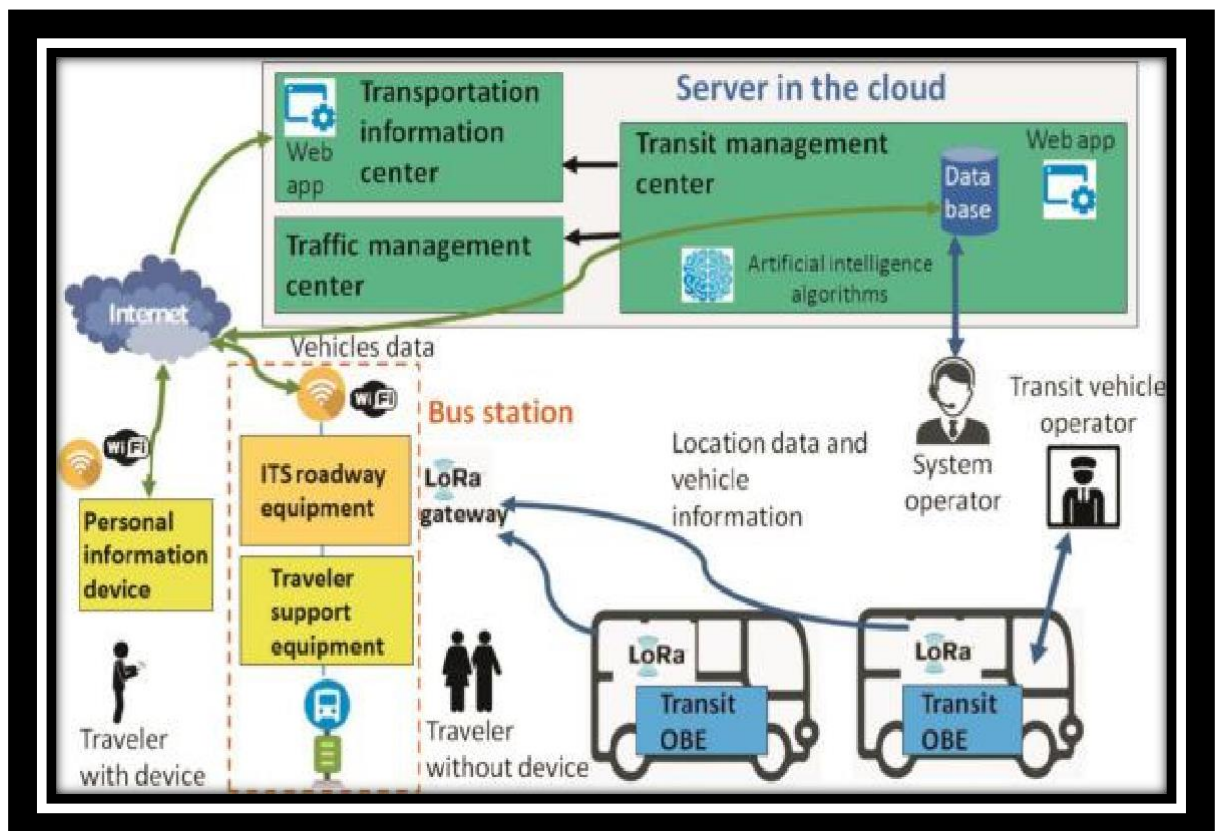 Server in the cloud
Transportation
information
center
Web
app
Transit management
center
Web app
Data
base
Traffic management
center
Artificial intelligence
algorithms
Internet
Vehicles data
WiFi
Bus station
WiFi
ITS roadway
equipment
LoRa
gateway
Location data and
vehicle
information
System
operator
Transit vehicle
operator
Personal
information
device
Traveler
support
equipment
Traveler
with device
Traveler
without device
LoRa
Transit
OBE
LoRa
Transit
OBE